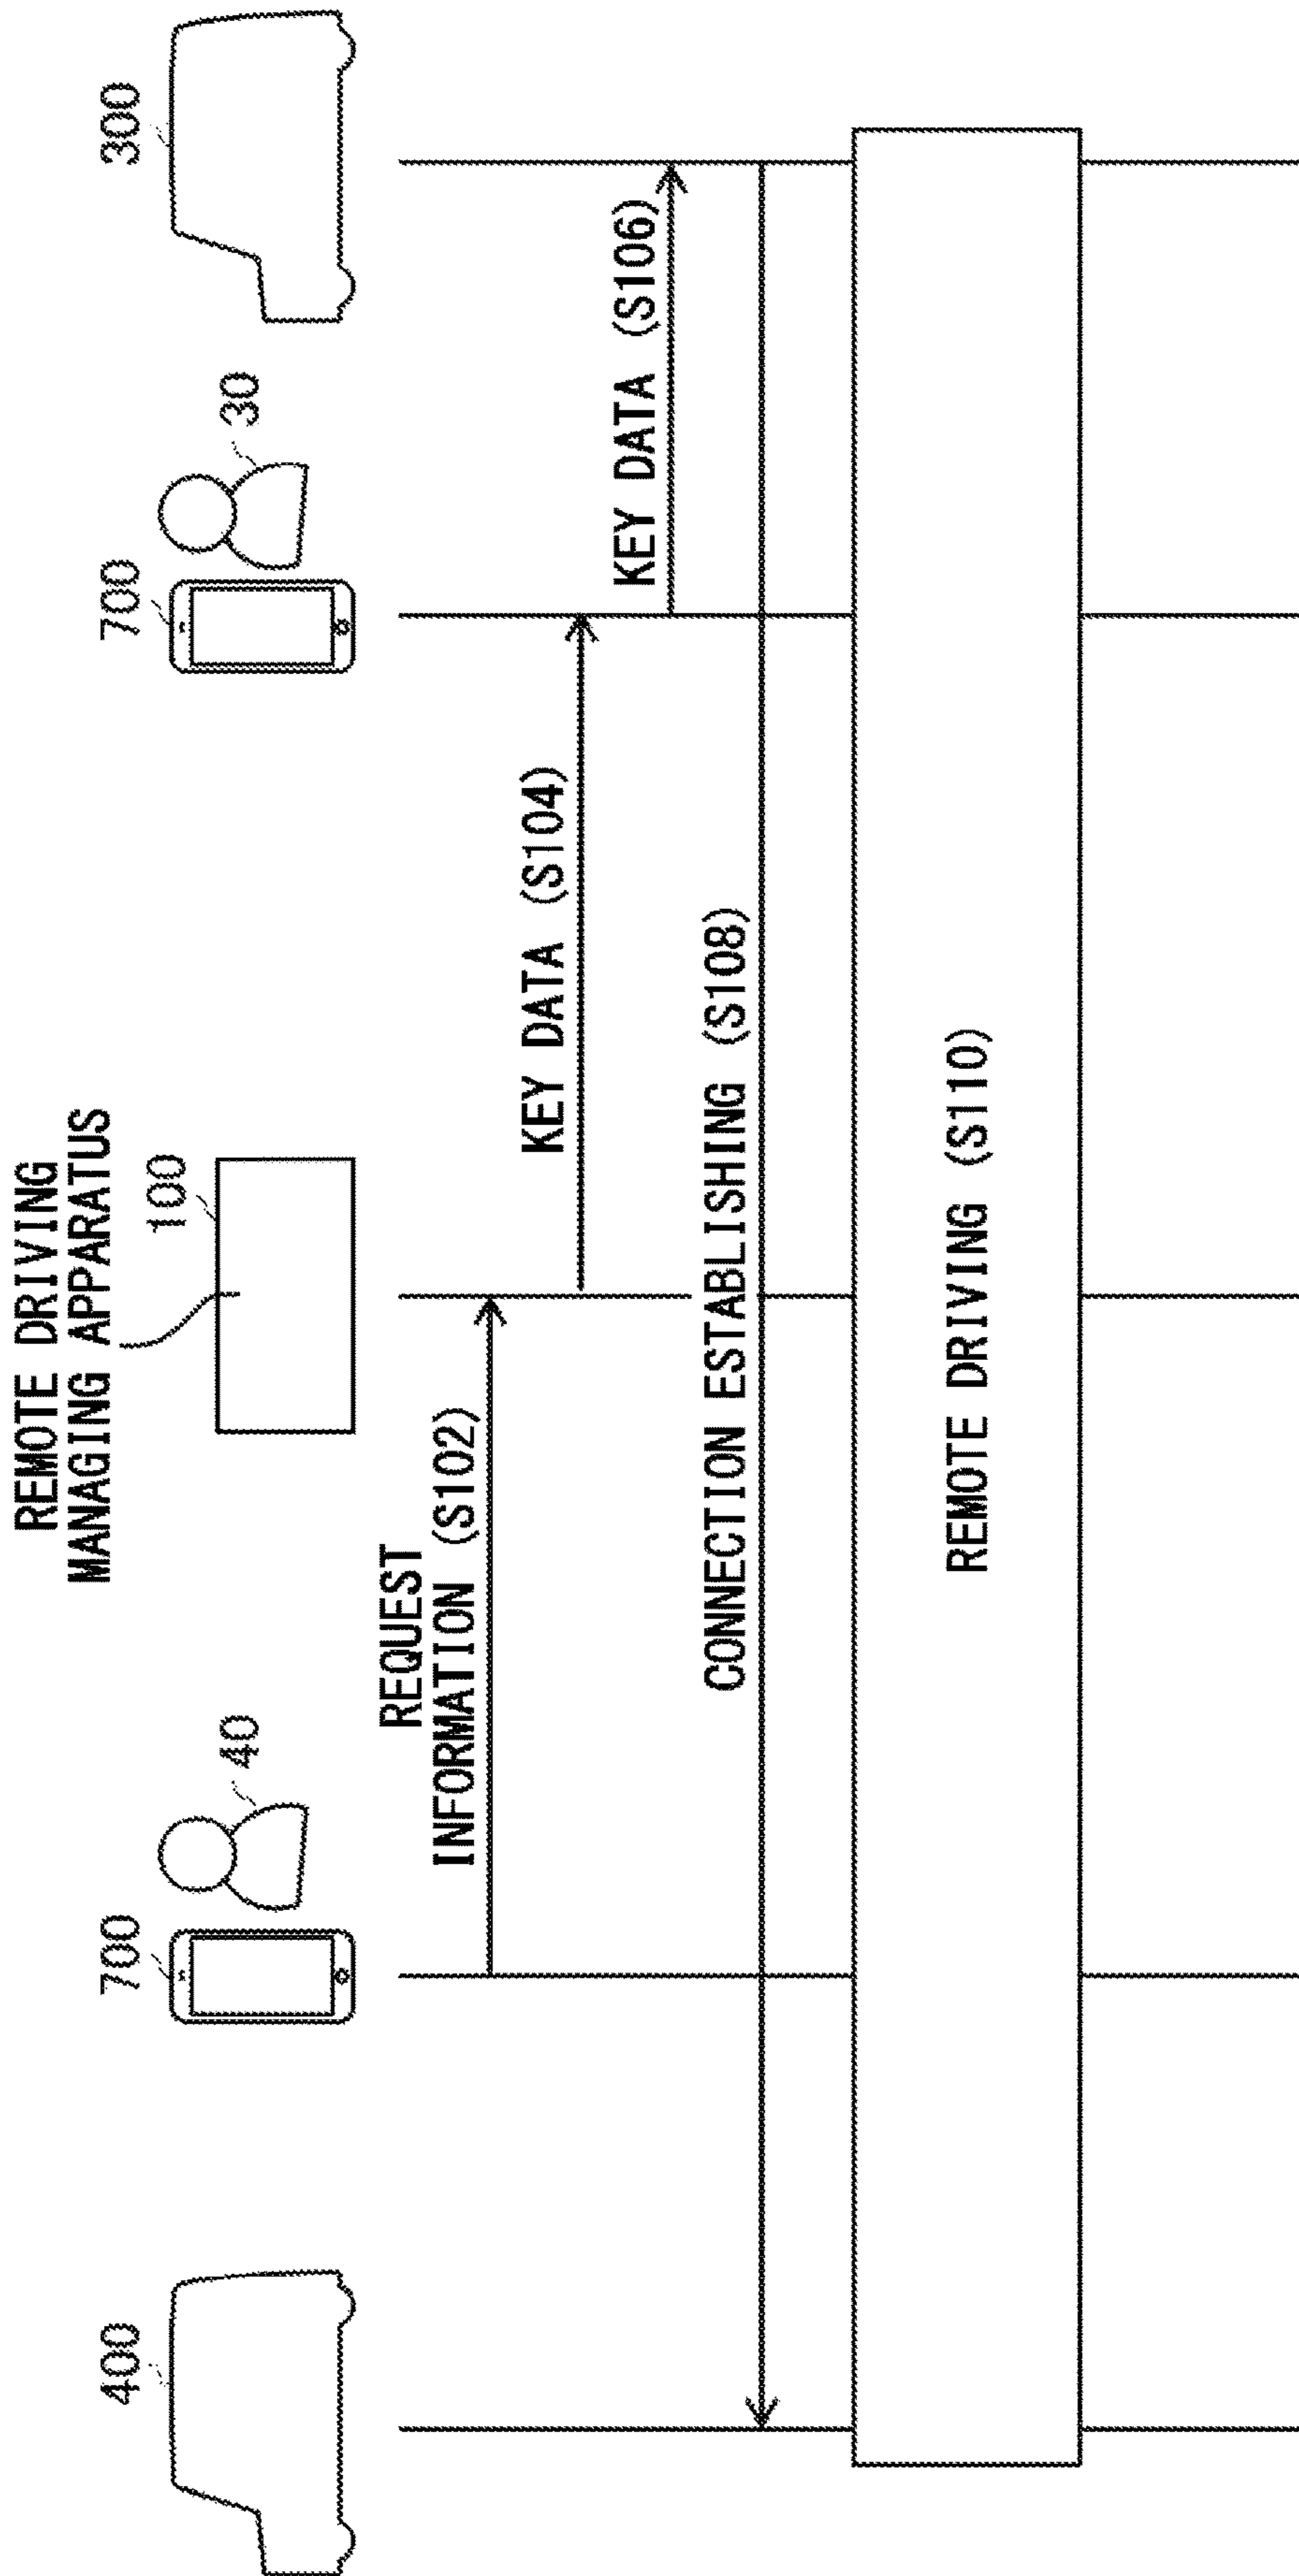 REMOTE DRIVING
MANAGING APPARATUS
400
700
40
100
700
30
300
REQUEST
INFORMATION (S102)
KEY DATA (S104)
KEY DATA (S106)
CONNECTION ESTABLISHING (S108)
REMOTE DRIVING (S110)